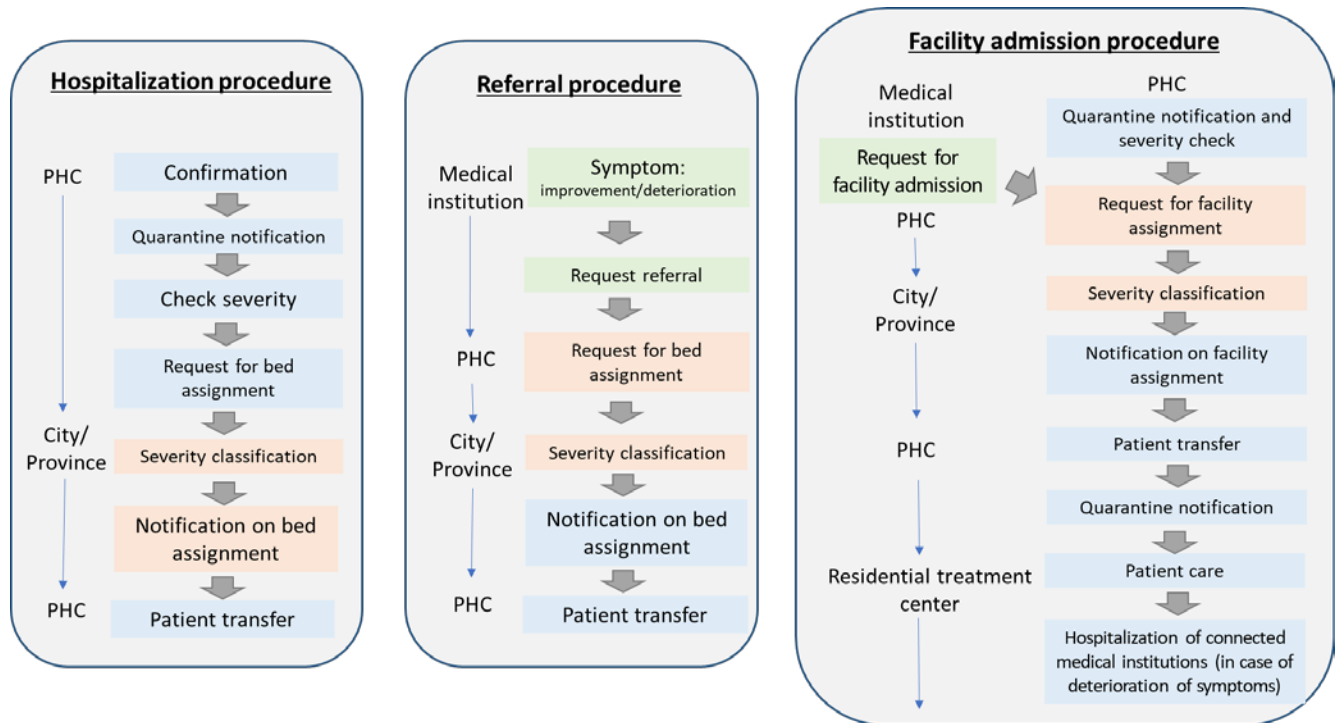 Hospitalization procedure
PHC
City/
Province
PHC
Confirmation
Quarantine notification
Check severity
Request for bed
assignment
Severity classification
Notification on bed
assignment
Patient transfer
Referral procedure
Medical
institution
PHC
City/
Province
PHC
Symptom:
improvement/deterioration
Request referral
Request for bed
assignment
Severity classification
Notification on bed
assignment
Patient transfer
Facility admission procedure
Medical
institution
Request for
facility admission
PHC
City/
Province
PHC
Residential treatment
center
PHC
Quarantine notification and
severity check
Request for facility
assignment
Severity classification
Notification on facility
assignment
Patient transfer
Quarantine notification
Patient care
Hospitalization of connected
medical institutions (in case of
deterioration of symptoms)